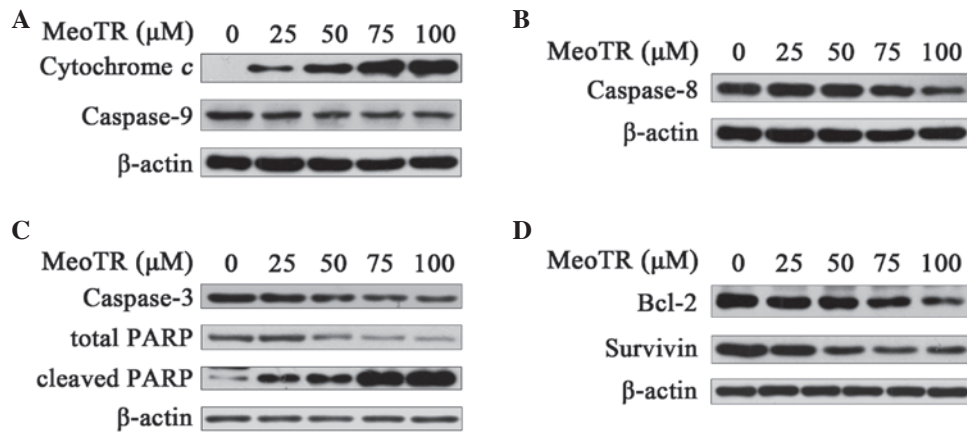 A
MeoTR (μM) 0 25 50 75 100
Cytochrome c
Caspase-9
β-actin
B
MeoTR (μM) 0 25 50 75 100
Caspase-8
β-actin
C
MeoTR (μM) 0 25 50 75 100
Caspase-3
total PARP
cleaved PARP
β-actin
D
MeoTR (μM) 0 25 50 75 100
Bcl-2
Survivin
β-actin